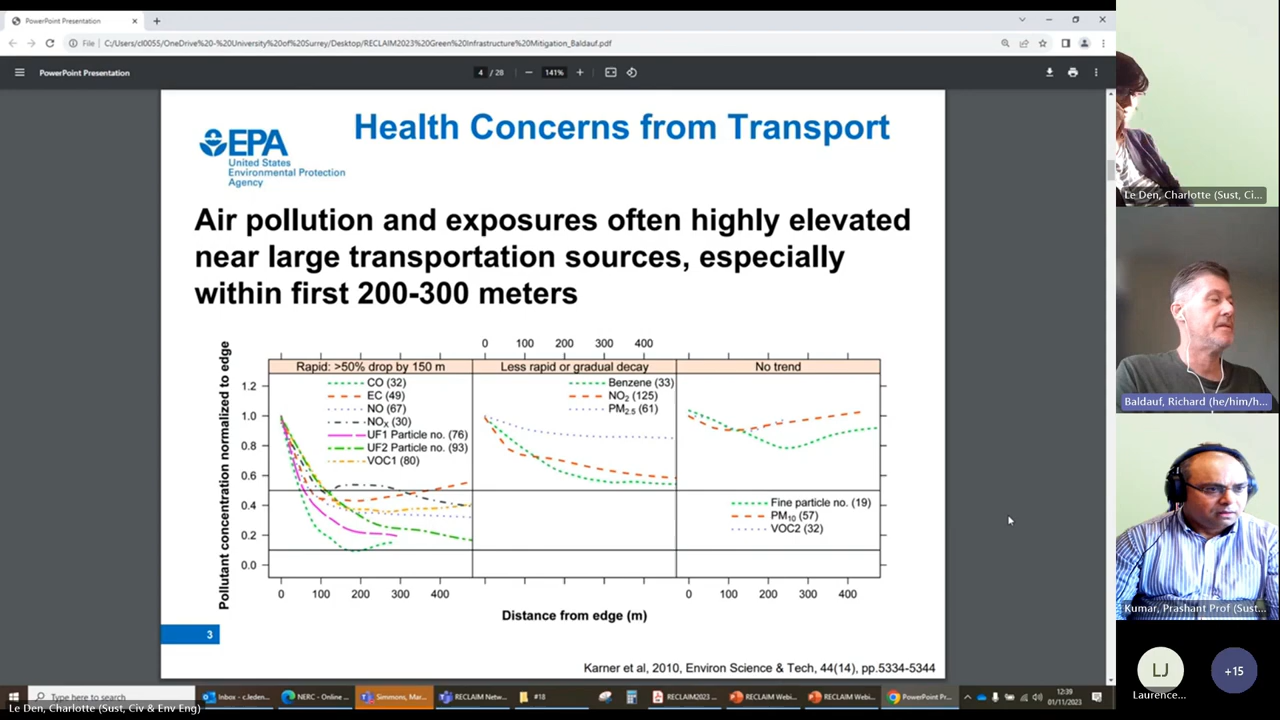 PowerPoint Presentation
File
C:/Users/cl0055/OneDrive%20-%20University%20of%20Surrey/Desktop/RECLAIM2023%20Green%20Infrastructure%20Mitigation_Baldauf.pdf
PowerPoint Presentation
4 / 28
141%
EPA
United States
Environmental Protection
Agency
Health Concerns from Transport
Air pollution and exposures often highly elevated
near large transportation sources, especially
within first 200-300 meters
0 200 300 400
Rapid: >50% drop by 150 m
Less rapid or gradual decay
No trend
Pollutant concentration normalized to edge
1.2
1.0
0.8
0.6
0.4
0.2
0.0
CO (32)
EC (49)
NO (67)
NOX (30)
UF1 Particle no. (76)
UF2 Particle no. (93)
VOC1 (80)
Benzene (33)
NO2 (125)
PM2.5 (61)
Fine particle no. (19)
PM10 (57)
VOC2 (32)
0 100 200 300 400
0 100 200 300 400
Distance from edge (m)
3
Karner et al, 2010, Environ Science & Tech, 44(14), pp.5334-5344
Le Den, Charlotte (Sust, Ci...
Baldauf, Richard (he/him/h...
Kumar, Prashant Prof (Sust...
LJ
Laurence...
+15
Type here to search
Inbox - c.leden...
NERC - Online ...
Simmons, Mar...
RECLAIM Netw...
#18
RECLAIM2023 ...
RECLAIM Webi...
RECLAIM Webi...
PowerPoint Pr...
12:39
01/11/2023
Le Den, Charlotte (Sust, Civ & Env Eng)